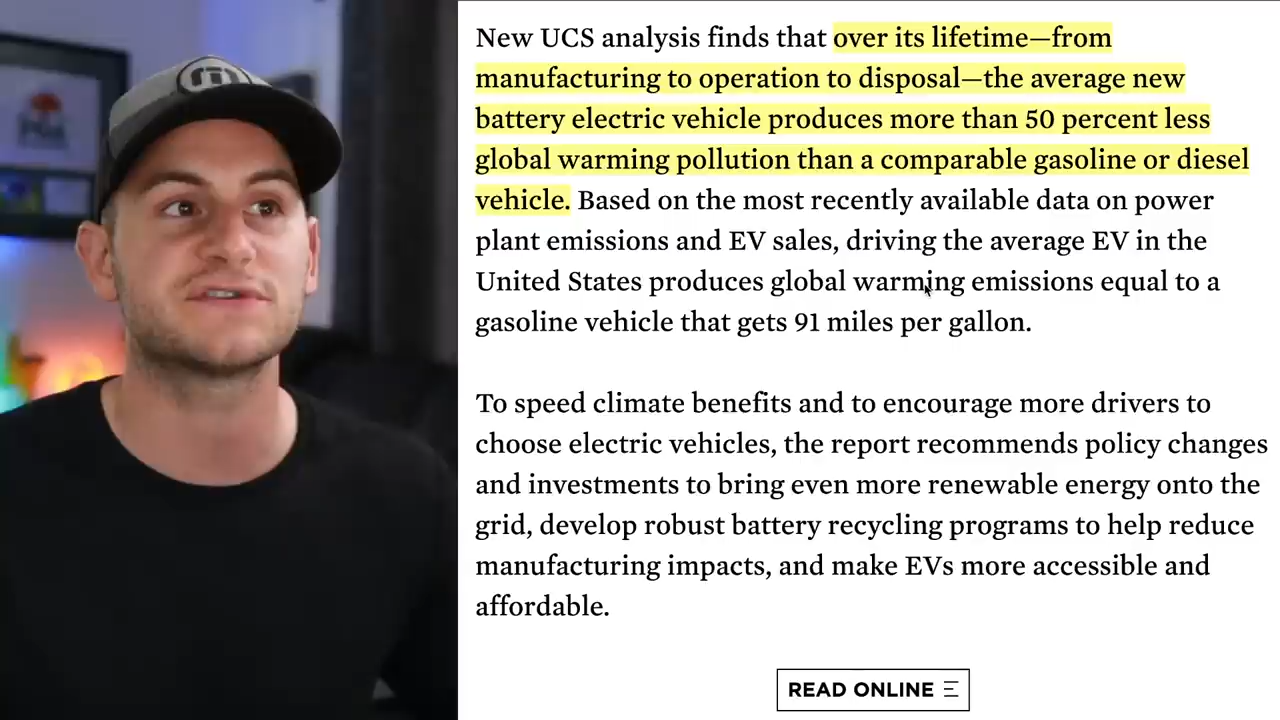 New UCS analysis finds that over its lifetime—from
manufacturing to operation to disposal—the average new
battery electric vehicle produces more than 50 percent less
global warming pollution than a comparable gasoline or diesel
vehicle. Based on the most recently available data on power
plant emissions and EV sales, driving the average EV in the
United States produces global warming emissions equal to a
gasoline vehicle that gets 91 miles per gallon.
To speed climate benefits and to encourage more drivers to
choose electric vehicles, the report recommends policy changes
and investments to bring even more renewable energy onto the
grid, develop robust battery recycling programs to help reduce
manufacturing impacts, and make EVs more accessible and
affordable.
READ ONLINE